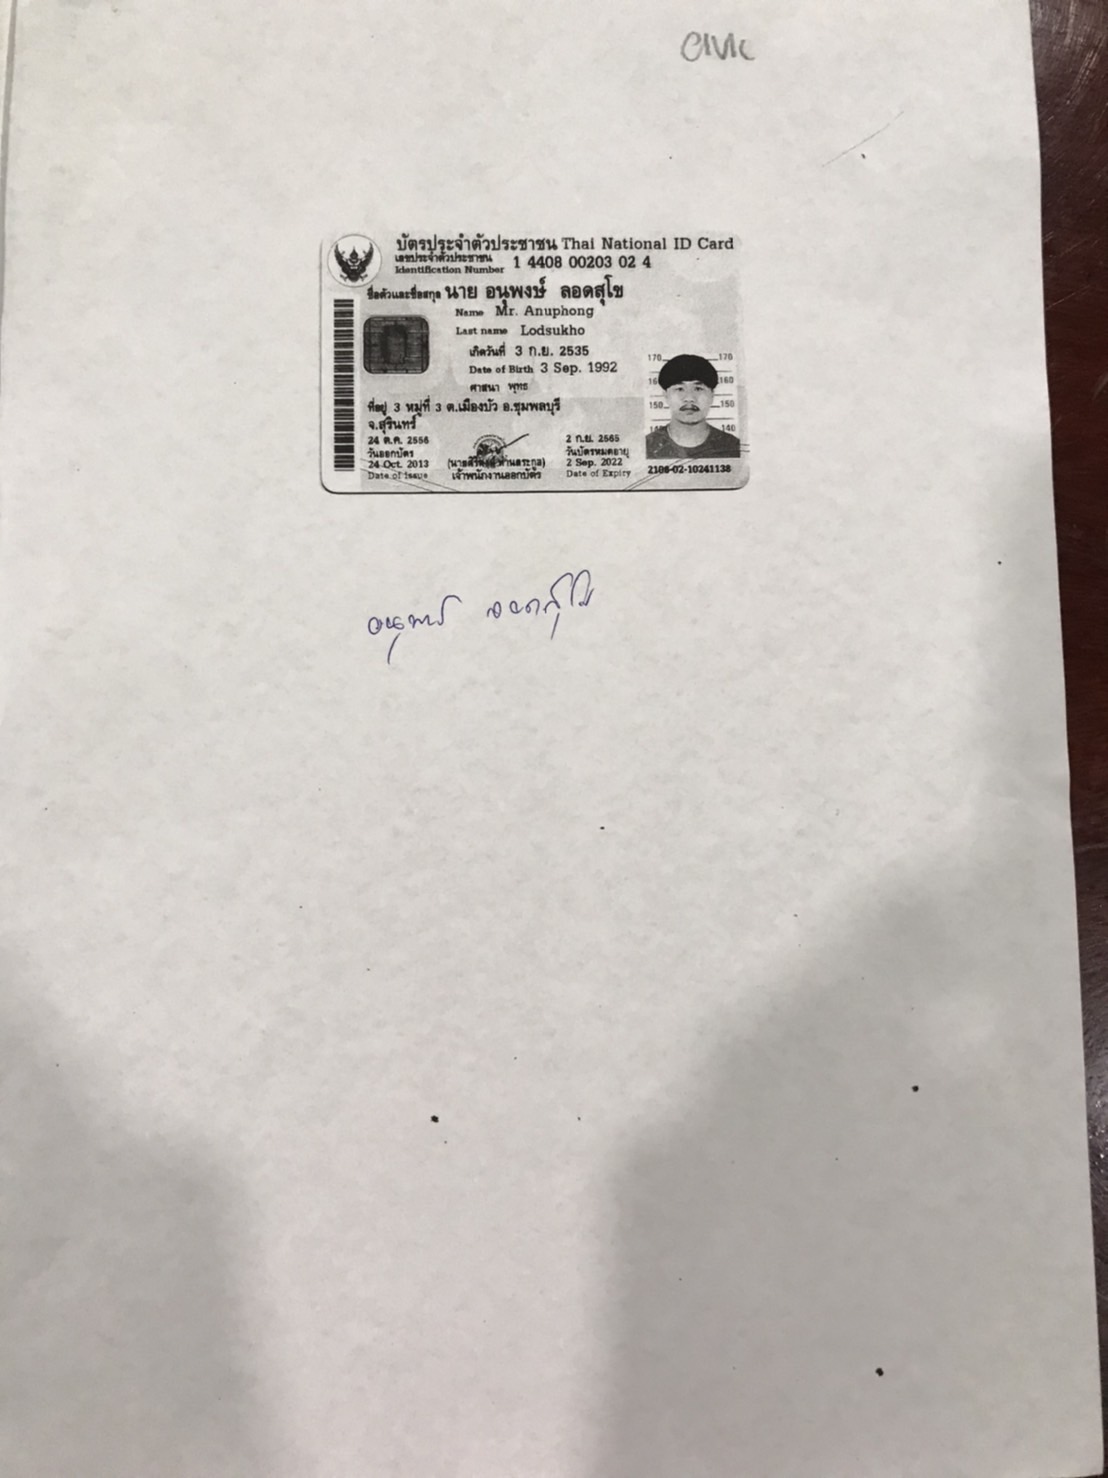 CIVIC
บัตรประจำตัวประชาชน Thai National ID Card
เลขประจำตัวประชาชน
Identification Number 1 4408 00203 02 4
ชื่อตัวและชื่อสกุล นาย อนุพงษ์ ลอดสุโข
Name Mr. Anuphong
Last name Lodsukho
เกิดวันที่ 3 ก.ย. 2535
Date of Birth 3 Sep. 1992
ศาสนา พุทธ
ที่อยู่ 3 หมู่ที่ 3 ต.เมืองบัว อ.ชุมพลบุรี
จ.สุรินทร์
24 ต.ค. 2556
วันออกบัตร
24 Oct. 2013
Date of Issue
เจ้าพนักงานออกบัตร
2 ก.ย. 2565
วันบัตรหมดอายุ
2 Sep. 2022
Date of Expiry
170 170
160 160
150 150
140 140
2106-02-10241138
อนุพงษ์ ลอดสุโข